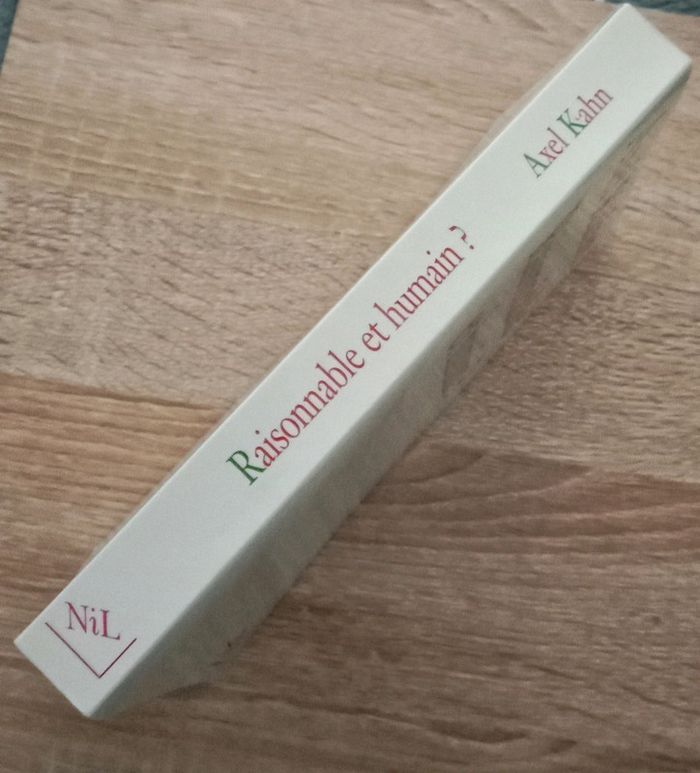 NiL
Raisonnable et humain ?
Axel Kahn